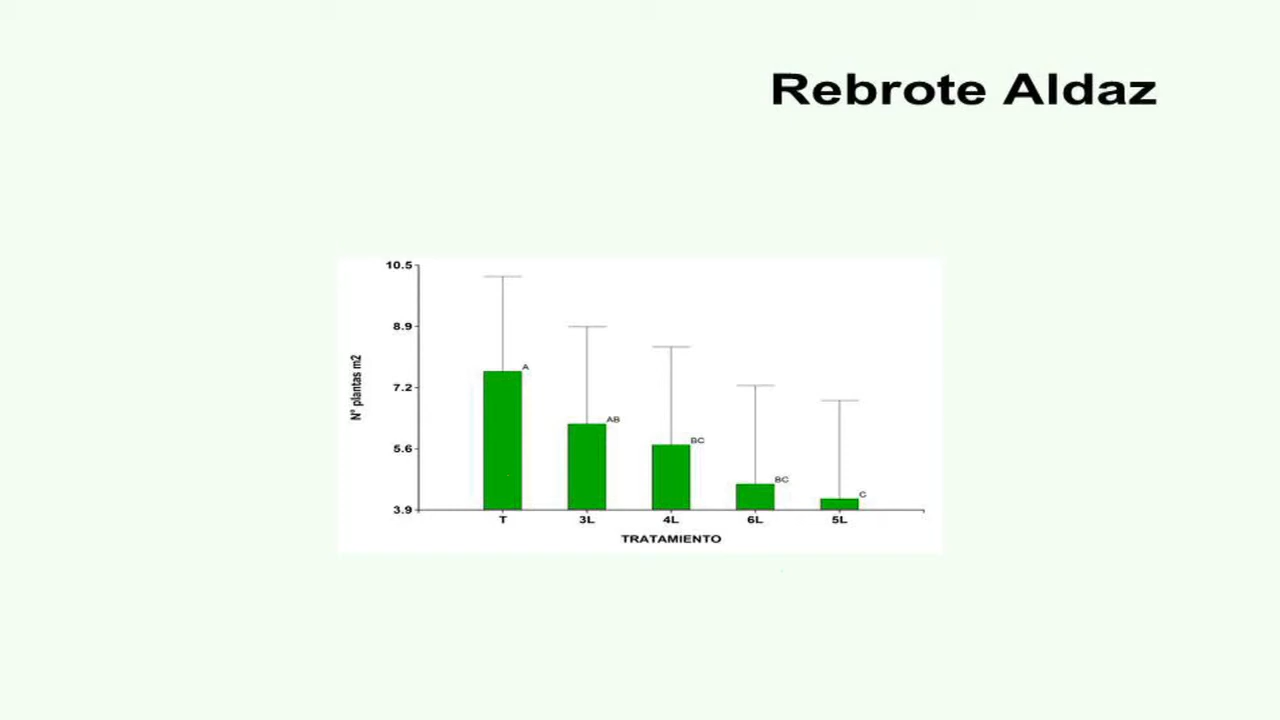 Rebrote Aldaz
10.5
8.9
7.2
5.6
3.9
Nº plantas m2
A
AB
BC
BC
C
T 3L 4L 6L 5L
TRATAMIENTO